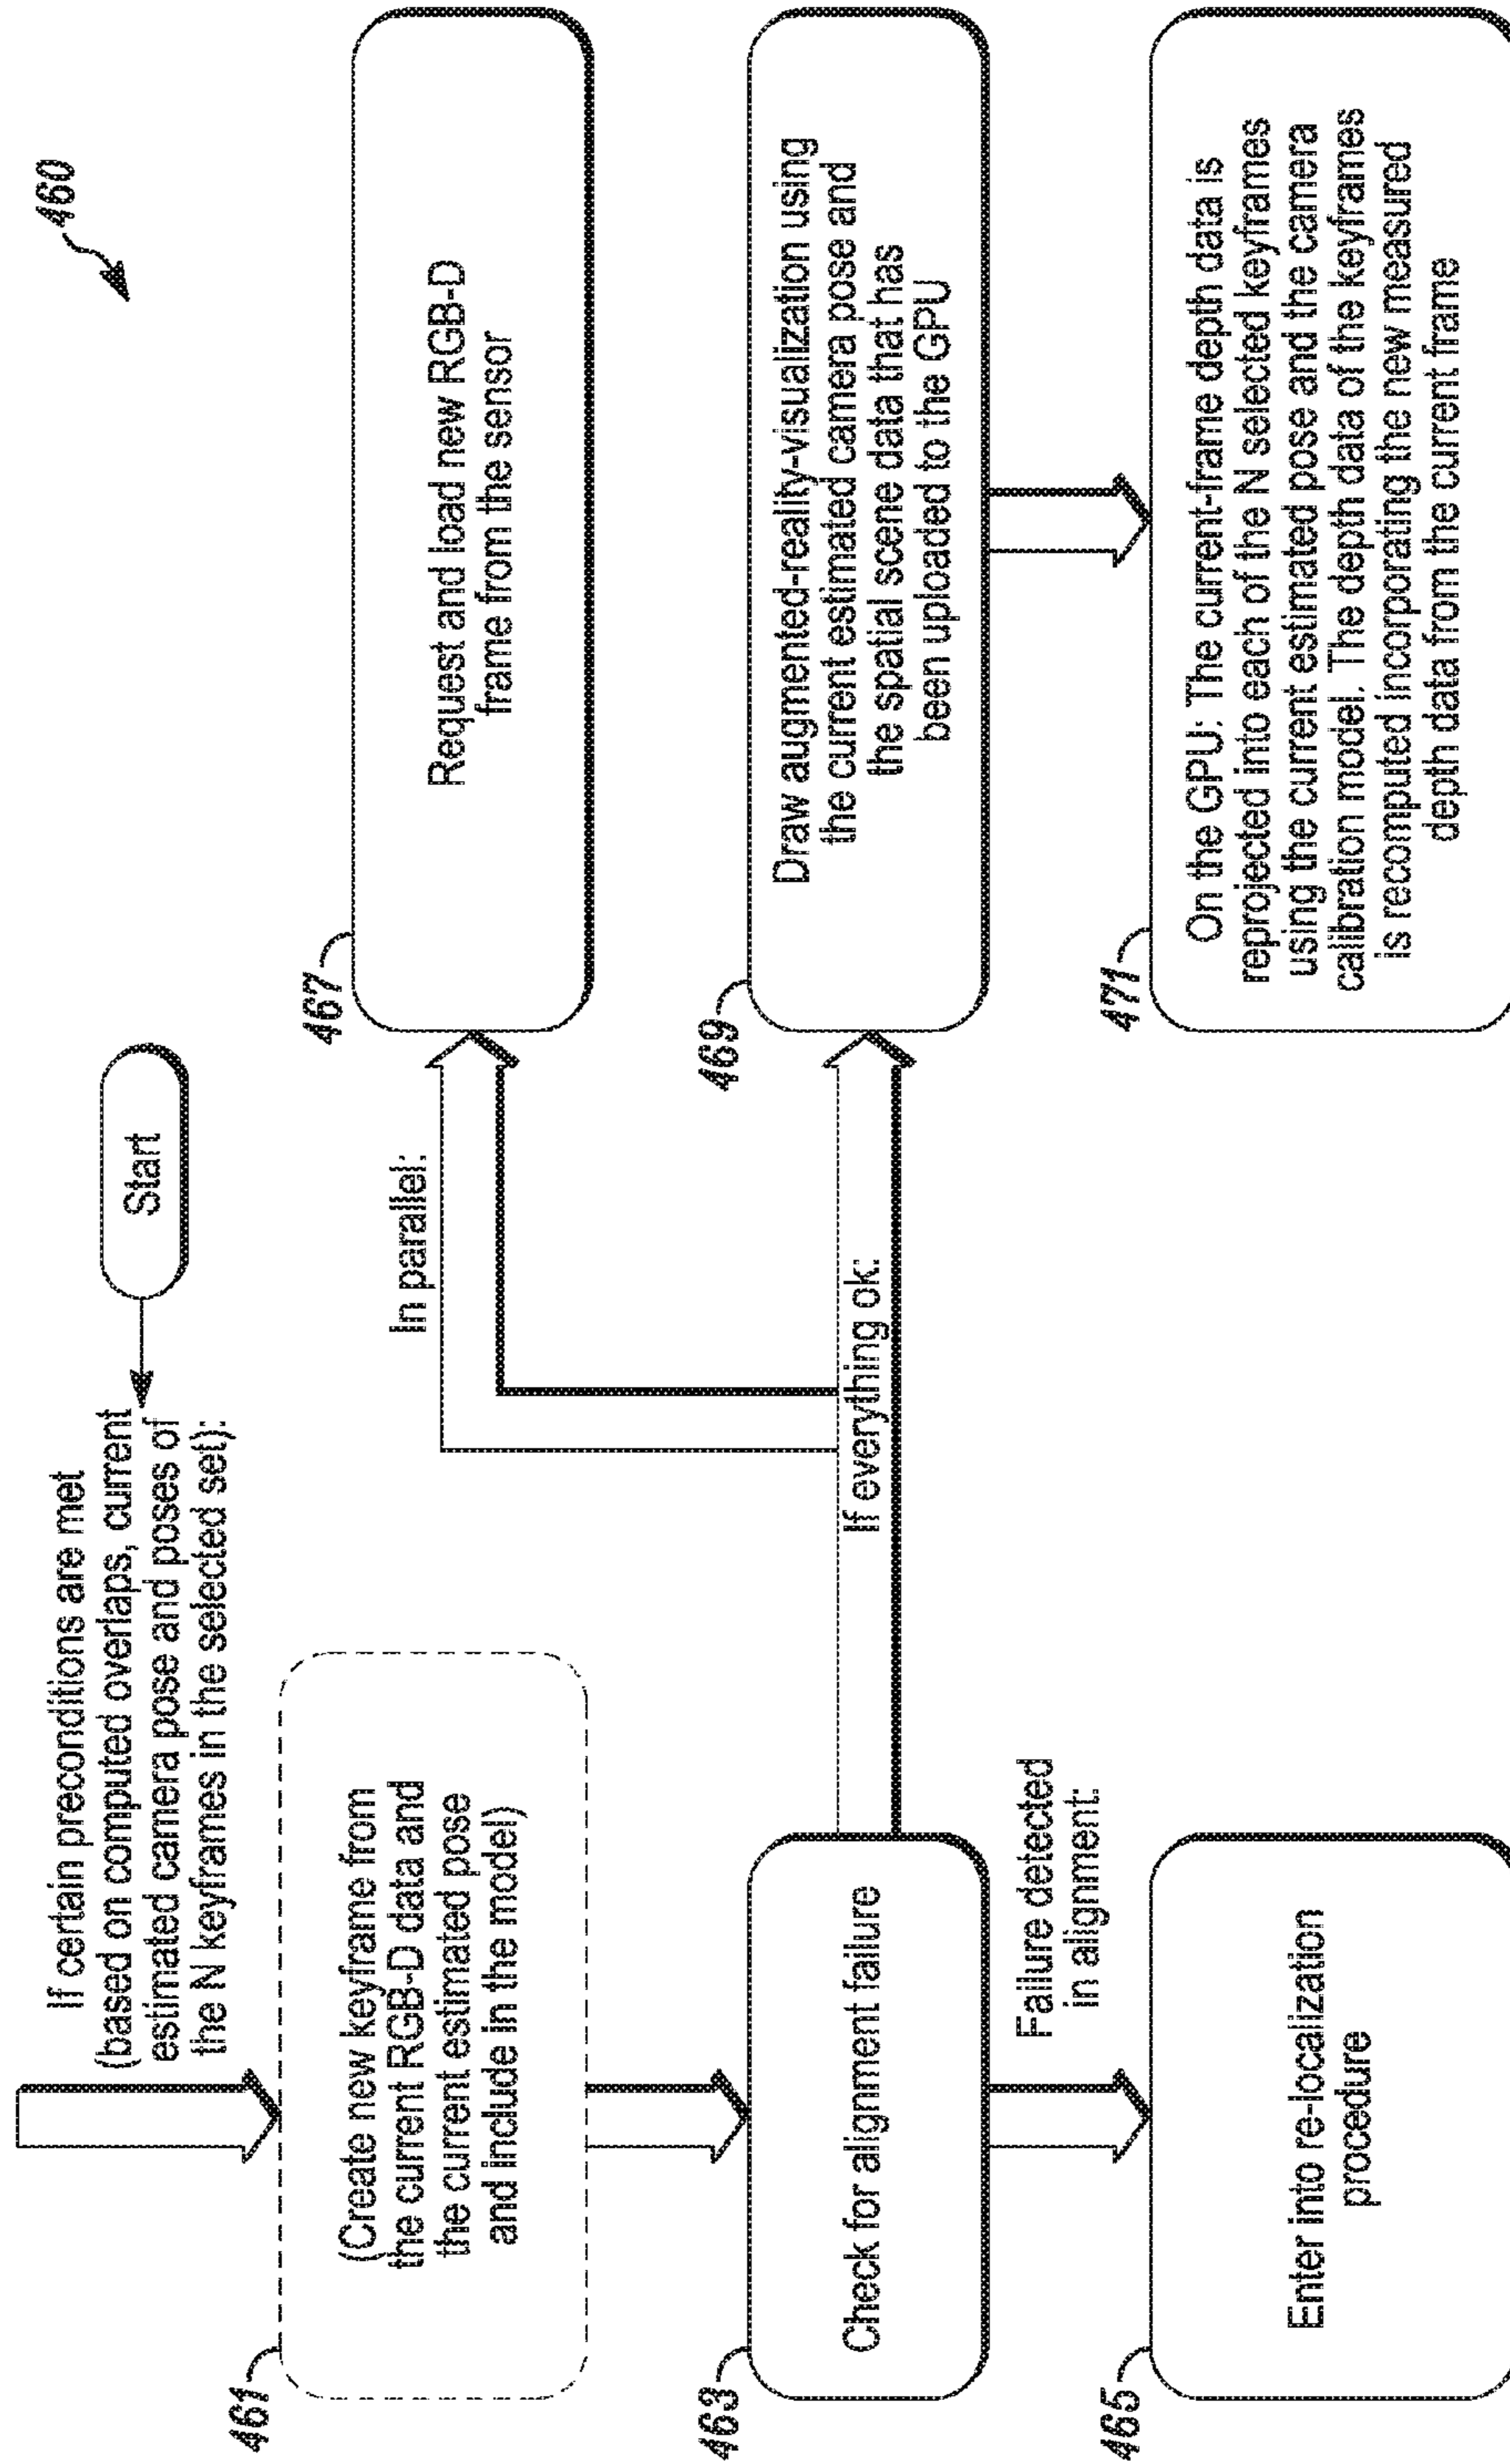 460
Start
If certain preconditions are met
(based on computed overlaps, current
estimated camera pose and poses of
the N keyframes in the selected set):
461
(Create new keyframe from
the current RGB-D data and
the current estimated pose
and include in the model)
463
Check for alignment failure
Failure detected
in alignment:
465
Enter into re-localization
procedure
In parallel:
If everything ok:
467
Request and load new RGB-D
frame from the sensor
469
Draw augmented-reality-visualization using
the current estimated camera pose and
the spatial scene data that has
been uploaded to the GPU
471
On the GPU: The current-frame depth data is
reprojected into each of the N selected keyframes
using the current estimated pose and the camera
calibration model. The depth data of the keyframes
is recomputed incorporating the new measured
depth data from the current frame